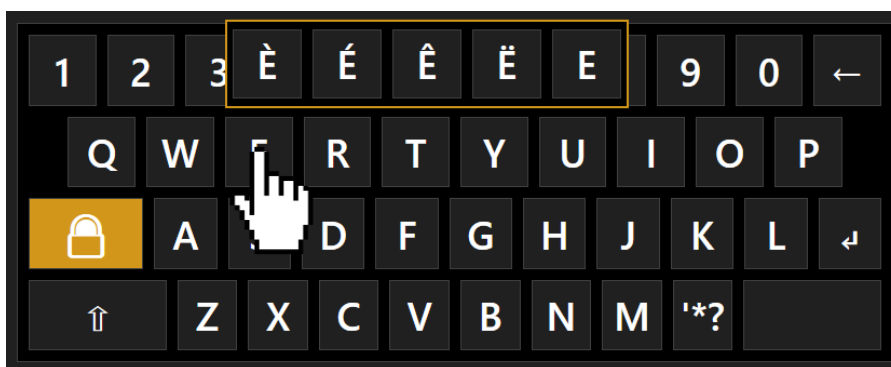 È É Ê Ë E
1 2 3 9 0 ←
Q W E R T Y U I O P
A D F G H J K L ↵
⇧ Z X C V B N M '*?